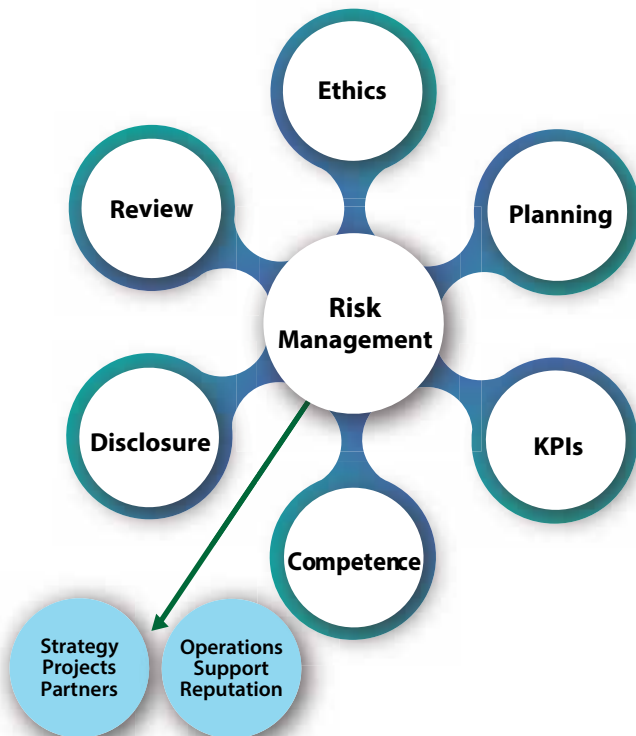 Ethics
Review
Planning
Risk
Management
Disclosure
KPIs
Competence
Strategy
Projects
Partners
Operations
Support
Reputation